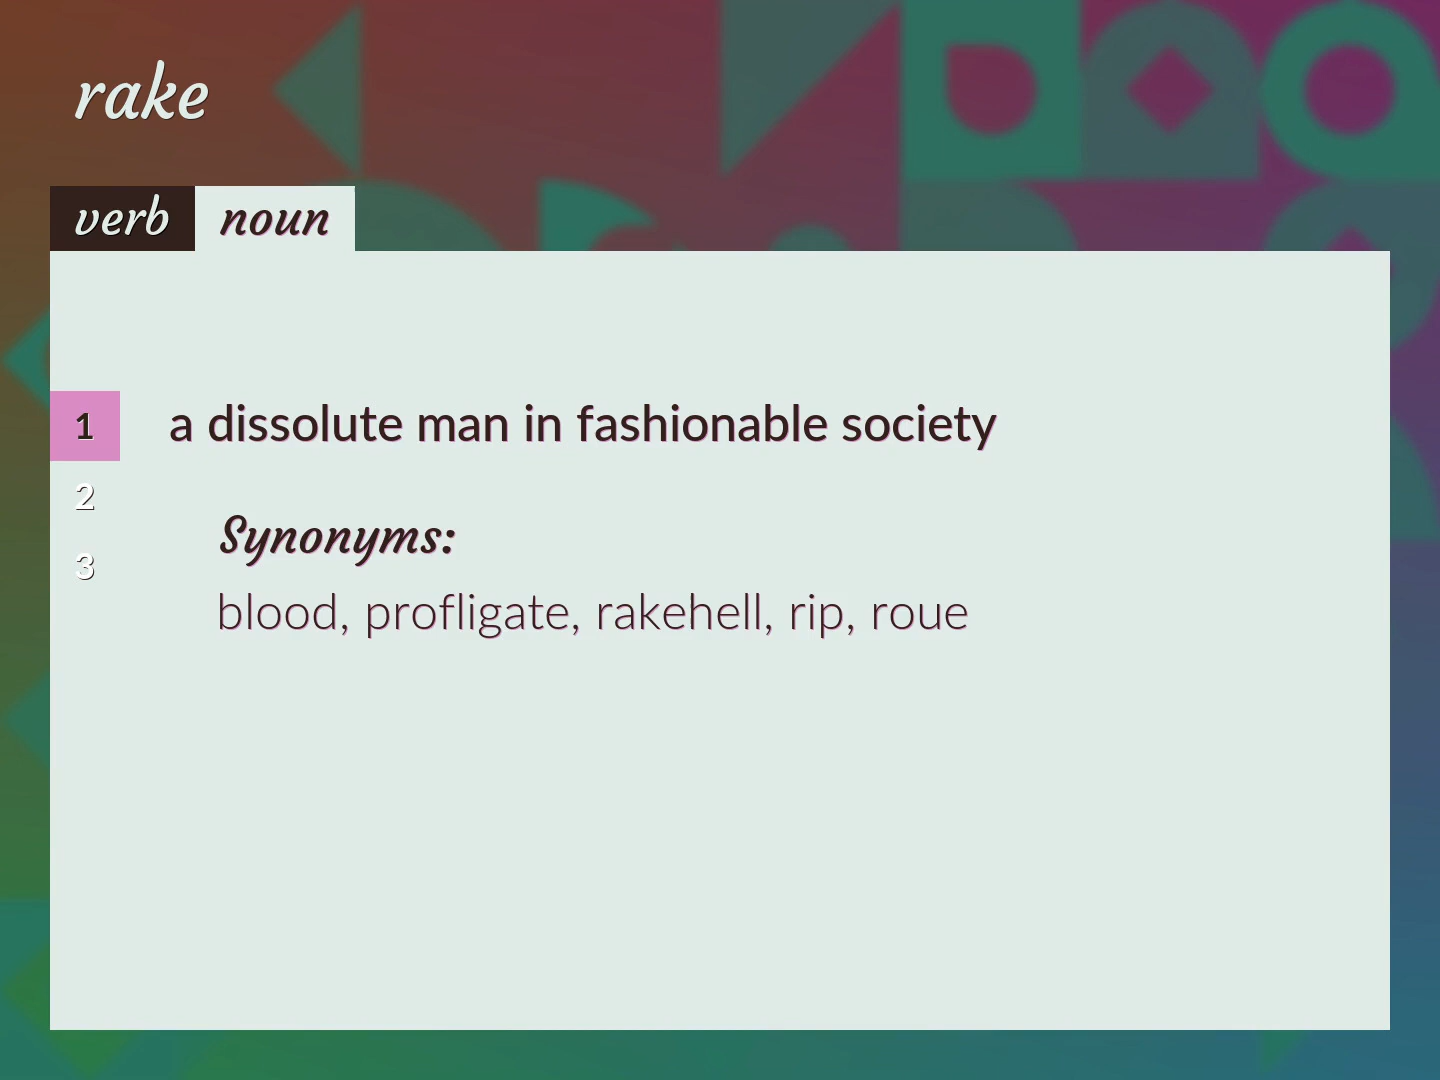 rake
verb noun
1 a dissolute man in fashionable society
2
Synonyms:
3
blood, profligate, rakehell, rip, roue